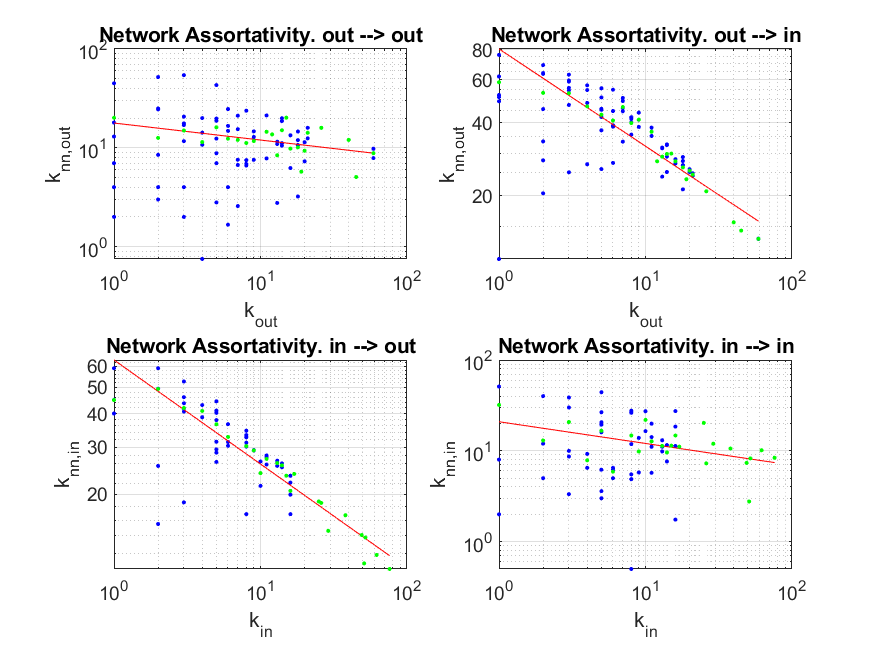 Network Assortativity. out --> out
10^2
10^1
10^0
k_nn,out
10^0 10^1 10^2
k_out
Network Assortativity. out --> in
80
60
40
20
k_nn,out
10^0 10^1 10^2
k_out
Network Assortativity. in --> out
60
50
40
30
20
k_nn,in
10^0 10^1 10^2
k_in
Network Assortativity. in --> in
10^2
10^1
10^0
k_nn,in
10^0 10^1 10^2
k_in